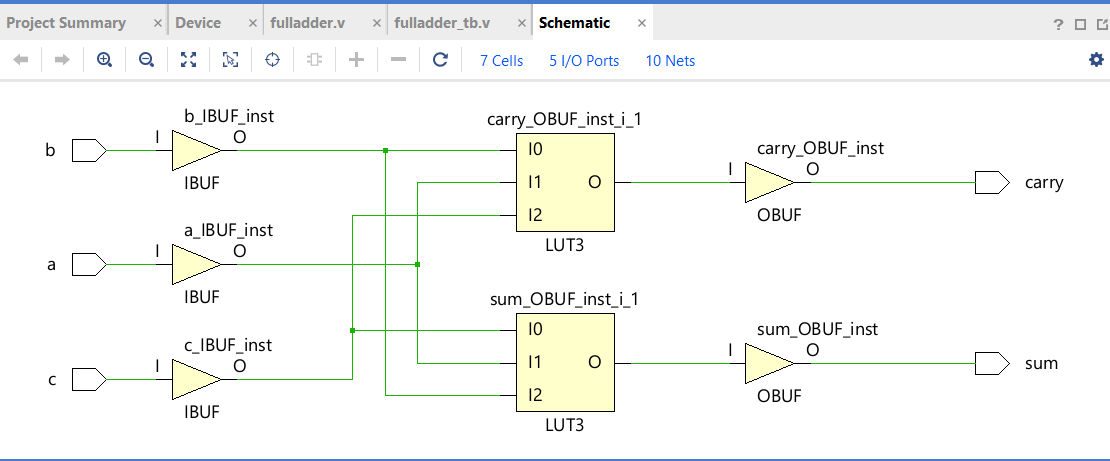 Project Summary × Device × fulladder.v × fulladder_tb.v × Schematic × ?
7 Cells 5 I/O Ports 10 Nets
b_IBUF_inst
b I O
IBUF
a_IBUF_inst
a I O
IBUF
c_IBUF_inst
c I O
IBUF
carry_OBUF_inst_i_1
I0
I1 O
I2
LUT3
sum_OBUF_inst_i_1
I0
I1 O
I2
LUT3
carry_OBUF_inst
I O
carry
OBUF
sum_OBUF_inst
I O
sum
OBUF